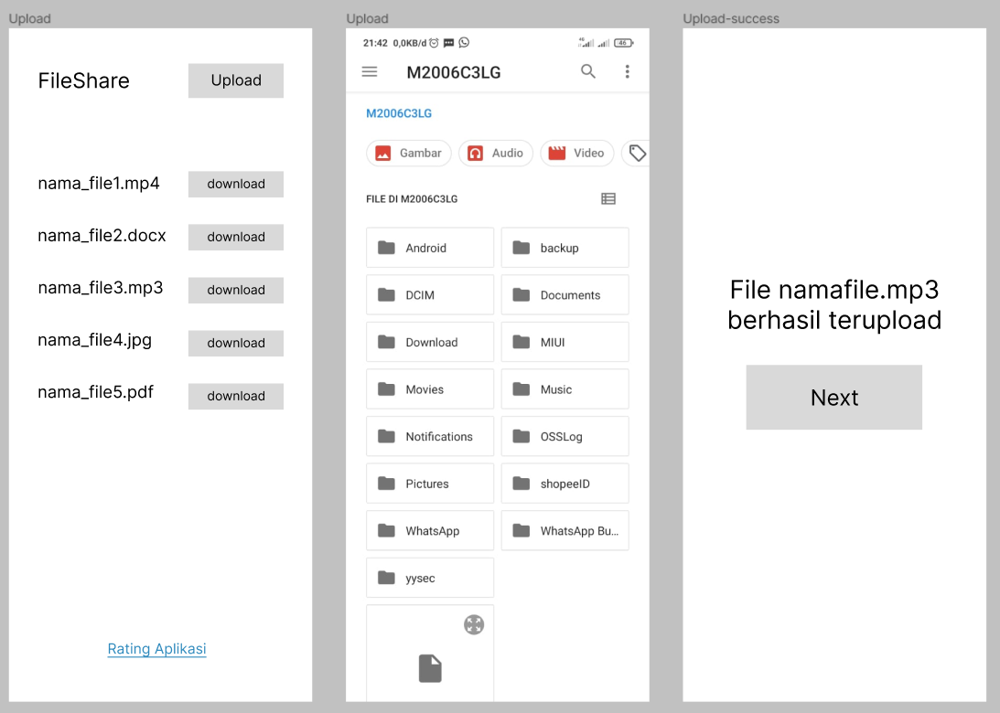 Upload
FileShare
Upload
nama_file1.mp4
download
nama_file2.docx
download
nama_file3.mp3
download
nama_file4.jpg
download
nama_file5.pdf
download
Rating Aplikasi
Upload
21:42 0,0KB/d
4G
46
M2006C3LG
M2006C3LG
Gambar
Audio
Video
FILE DI M2006C3LG
Android
backup
DCIM
Documents
Download
MIUI
Movies
Music
Notifications
OSSLog
Pictures
shopeeID
WhatsApp
WhatsApp Bu...
yysec
Upload-success
File namafile.mp3
berhasil terupload
Next